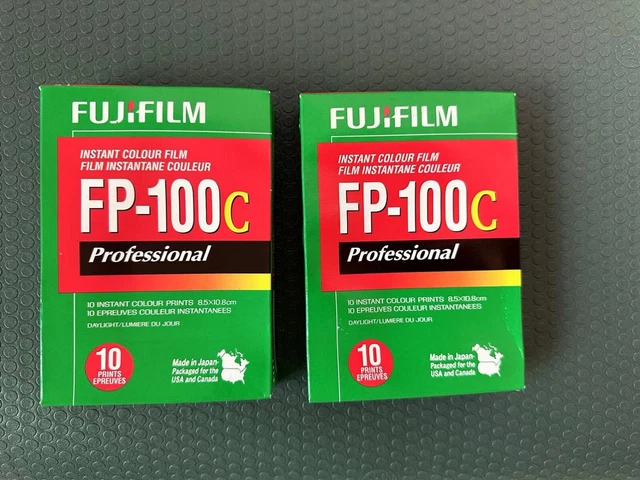 FUJIFILM
INSTANT COLOUR FILM
FILM INSTANTANE COULEUR
FP-100C
Professional
10 INSTANT COLOUR PRINTS 8.5×10.8cm
10 EPREUVES COULEUR INSTANTANEES
DAYLIGHT/LUMIERE DU JOUR
10
PRINTS
EPREUVES
Made in Japan-
Packaged for the
USA and Canada
FUJIFILM
INSTANT COLOUR FILM
FILM INSTANTANE COULEUR
FP-100C
Professional
10 INSTANT COLOUR PRINTS 8.5×10.8cm
10 EPREUVES COULEUR INSTANTANEES
DAYLIGHT/LUMIERE DU JOUR
10
PRINTS
EPREUVES
Made in Japan-
Packaged for the
USA and Canada